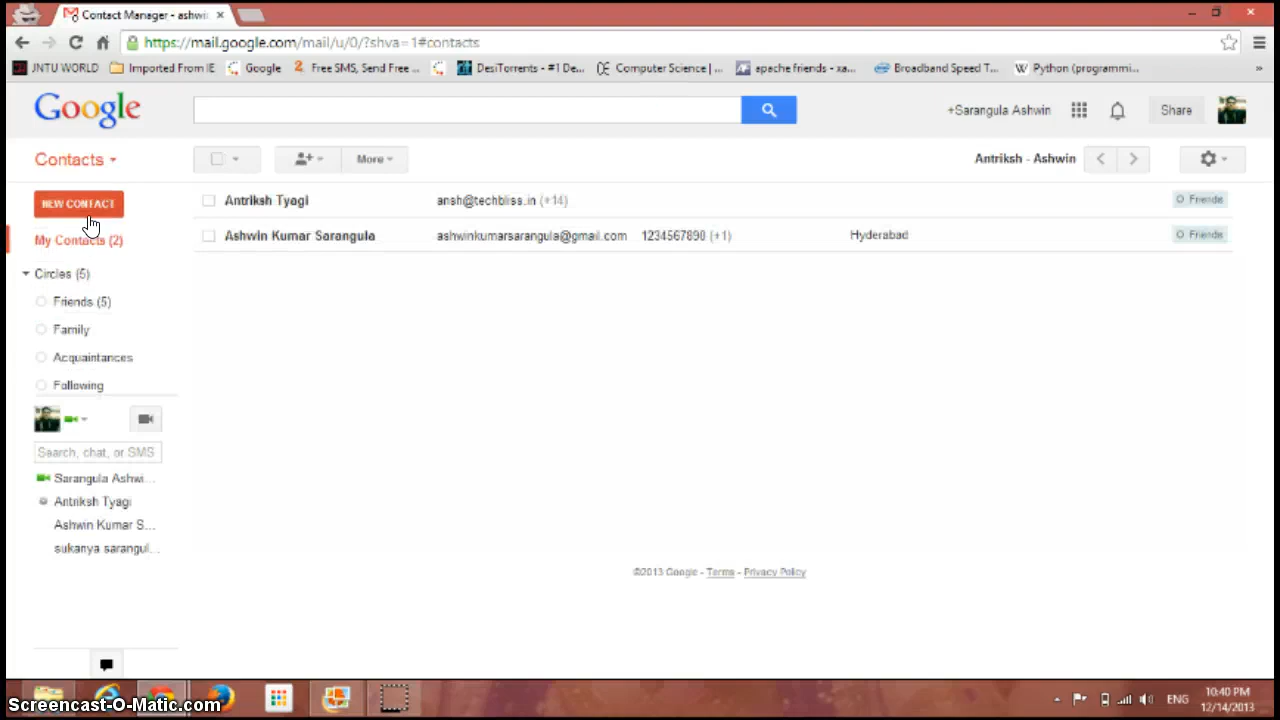 Contact Manager - ashwi
https://mail.google.com/mail/u/0/?shva=1#contacts
JNTU WORLD Imported From IE Google Free SMS, Send Free ... DesiTorrents - #1 De... Computer Science | ... apache friends - xa... Broadband Speed T... Python (programmi... »
Google +Sarangula Ashwin Share
Contacts More Antriksh - Ashwin
NEW CONTACT
Antriksh Tyagi ansh@techbliss.in (+14) Friends
My Contacts (2)
Ashwin Kumar Sarangula ashwinkumarsarangula@gmail.com 1234567890 (+1) Hyderabad Friends
Circles (5)
Friends (5)
Family
Acquaintances
Following
Search, chat, or SMS
Sarangula Ashwi...
Antriksh Tyagi
Ashwin Kumar S...
sukanya sarangul...
©2013 Google - Terms - Privacy Policy
Screencast-O-Matic.com
ENG
10:40 PM
12/14/2013